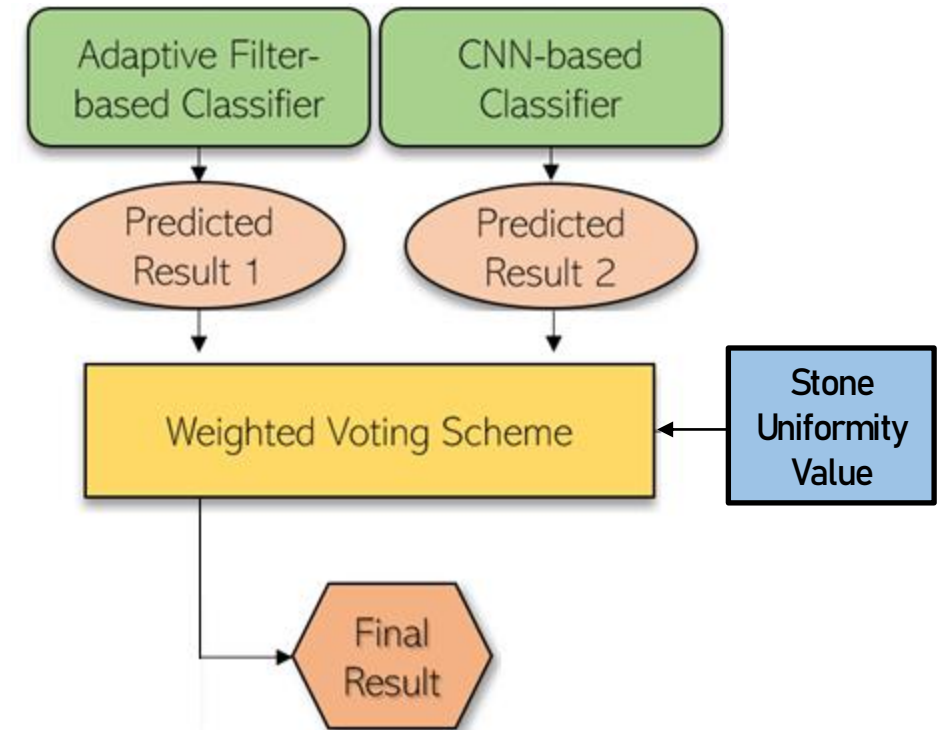 Adaptive Filter-
based Classifier
CNN-based
Classifier
Predicted
Result 1
Predicted
Result 2
Weighted Voting Scheme
Stone
Uniformity
Value
Final
Result